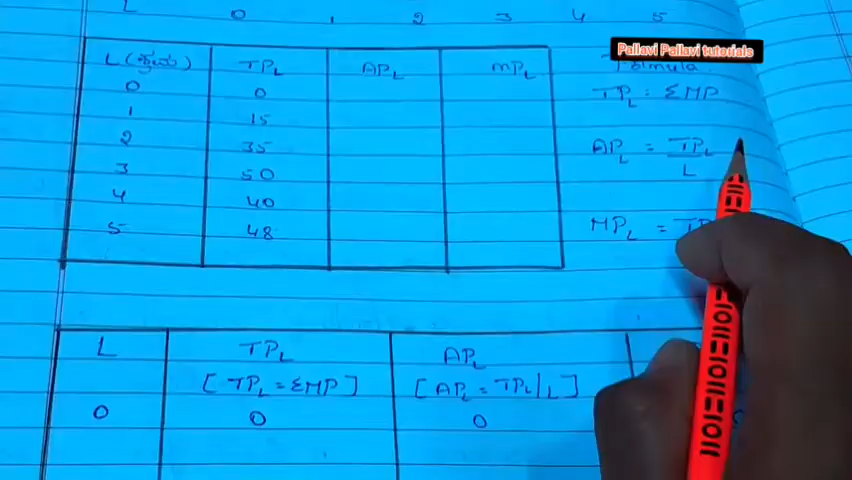 L 0 1 2 3 4 5
Pallavi Pallavi tutorials
Formula
L (ಶ್ರಮ) TPL APL MPL
0 0
1 15
2 35
3 50
4 40
5 48
TPL = ΣMP
APL = TPL
L
MPL = TP
L TPL APL
[TPL = ΣMP] [APL = TPL/L]
0 0 0